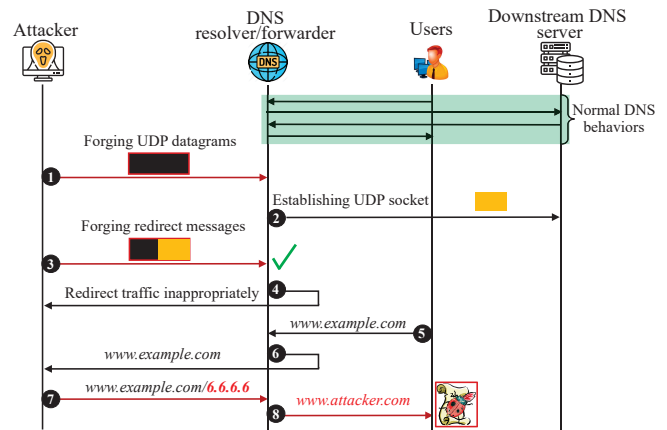 Attacker
DNS
resolver/forwarder
Users
Downstream DNS
server
DNS
Normal DNS
behaviors
Forging UDP datagrams
1
Establishing UDP socket
2
Forging redirect messages
3
4
Redirect traffic inappropriately
www.example.com
5
6
www.example.com
www.example.com/6.6.6.6
7
www.attacker.com
8